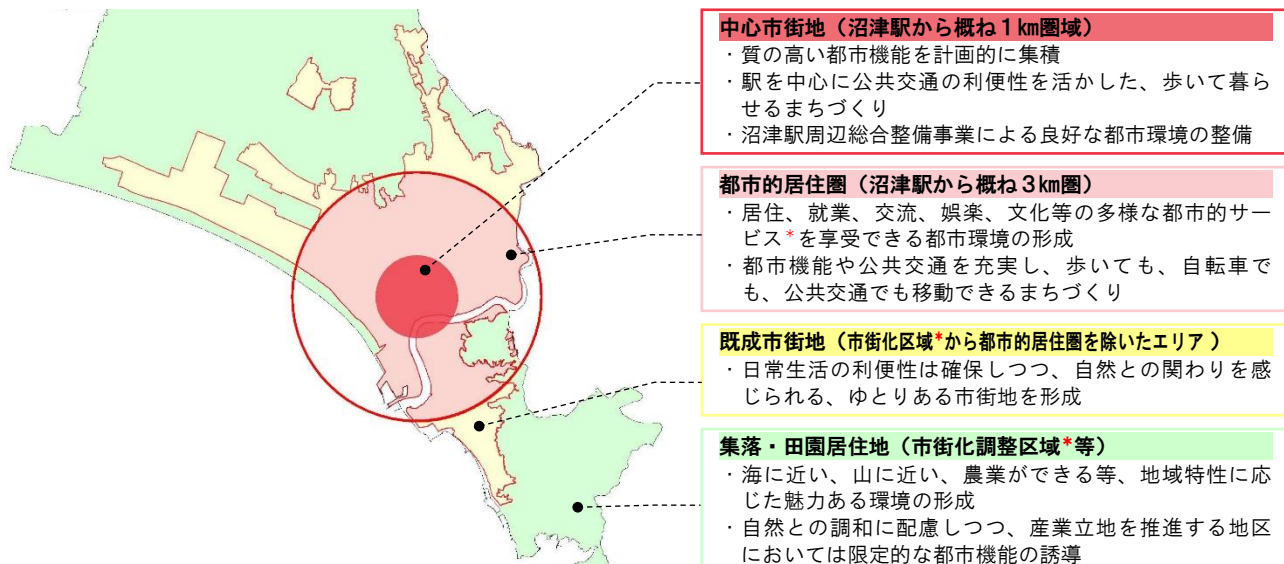 中心市街地（沼津駅から概ね１㎞圏域）
・質の高い都市機能を計画的に集積
・駅を中心に公共交通の利便性を活かした、歩いて暮ら
せるまちづくり
・沼津駅周辺総合整備事業による良好な都市環境の整備
都市的居住圏（沼津駅から概ね３㎞圏）
・居住、就業、交流、娯楽、文化等の多様な都市的サー
ビス*を享受できる都市環境の形成
・都市機能や公共交通を充実し、歩いても、自転車で
も、公共交通でも移動できるまちづくり
既成市街地（市街化区域*から都市的居住圏を除いたエリア）
・日常生活の利便性は確保しつつ、自然との関わりを感
じられる、ゆとりある市街地を形成
集落・田園居住地（市街化調整区域*等）
・海に近い、山に近い、農業ができる等、地域特性に応
じた魅力ある環境の形成
・自然との調和に配慮しつつ、産業立地を推進する地区
においては限定的な都市機能の誘導